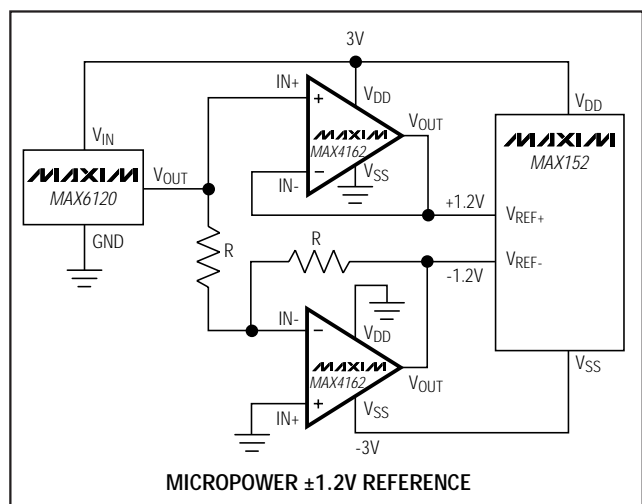 3V
IN+
+
VDD
VIN
MAXIM
MAX4162
VOUT
VDD
MAXIM
MAX6120
VOUT
MAXIM
MAX152
VSS
IN-
−
+1.2V
VREF+
GND
R
R
-1.2V
VREF-
IN-
−
VDD
MAXIM
MAX4162
VOUT
VSS
+
IN+
VSS
-3V
MICROPOWER ±1.2V REFERENCE